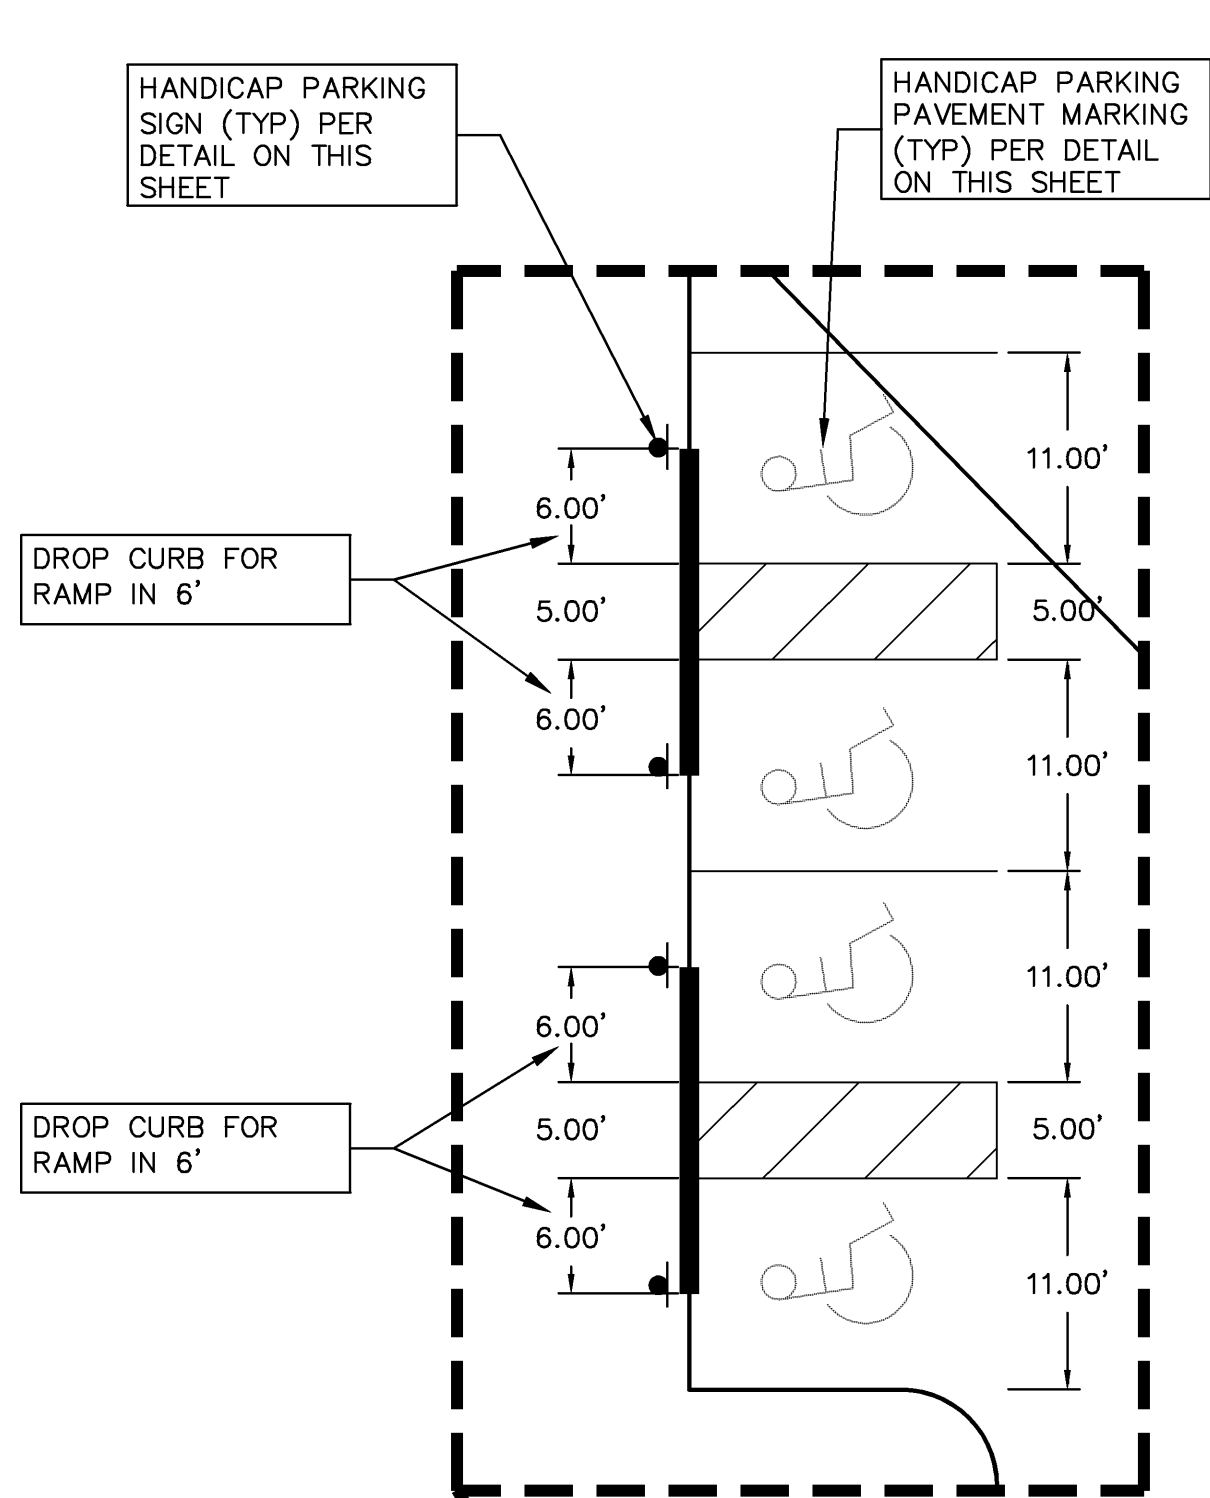 HANDICAP PARKING
SIGN (TYP) PER
DETAIL ON THIS
SHEET
HANDICAP PARKING
PAVEMENT MARKING
(TYP) PER DETAIL
ON THIS SHEET
11.00'
6.00'
DROP CURB FOR
RAMP IN 6'
5.00'
5.00'
6.00'
11.00'
11.00'
6.00'
DROP CURB FOR
RAMP IN 6'
5.00'
5.00'
6.00'
11.00'